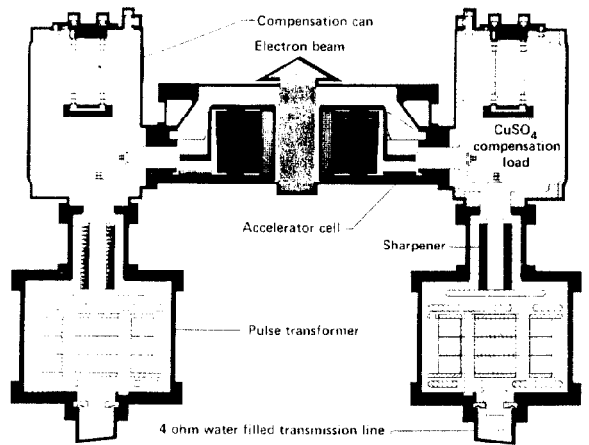 Compensation can
Electron beam
CuSO₄
compensation
load
Accelerator cell
Sharpener
Pulse transformer
4 ohm water filled transmission line